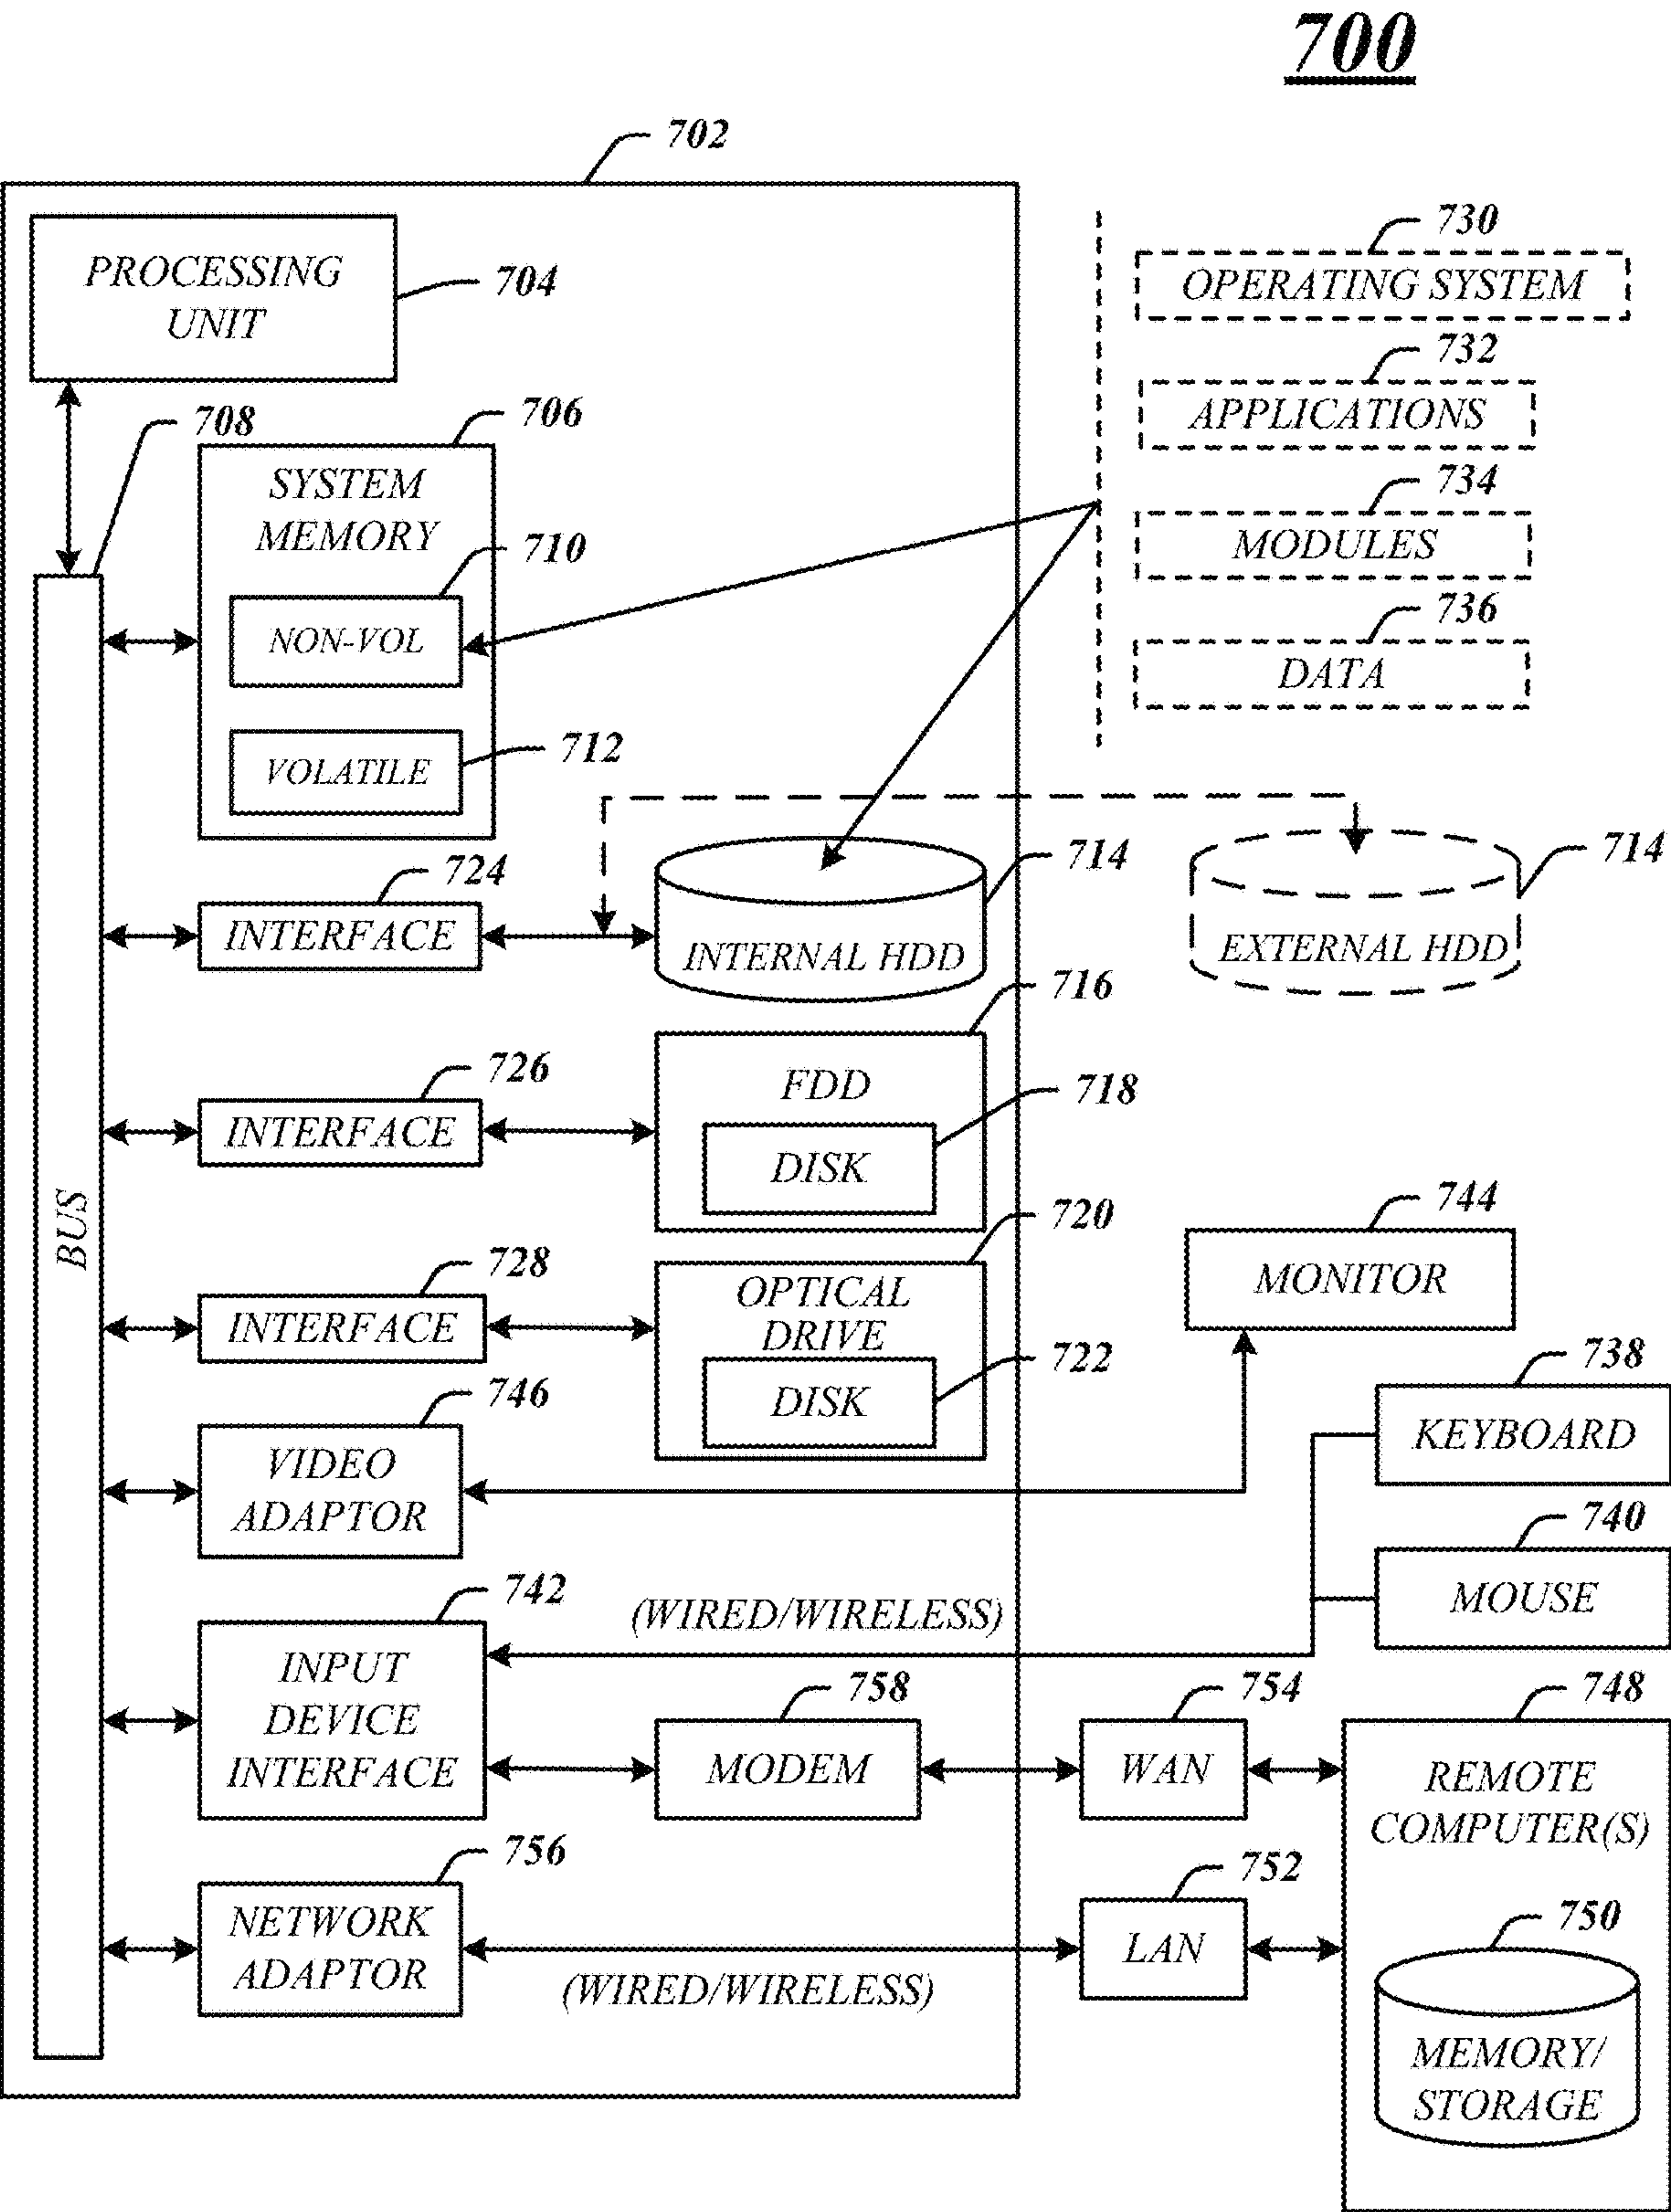 700
702
PROCESSING
UNIT
704
708
706
SYSTEM
MEMORY
710
NON-VOL
712
VOLATILE
730
OPERATING SYSTEM
732
APPLICATIONS
734
MODULES
736
DATA
724
INTERFACE
714
INTERNAL HDD
714
EXTERNAL HDD
716
FDD
718
DISK
726
INTERFACE
BUS
720
OPTICAL
DRIVE
722
DISK
728
INTERFACE
744
MONITOR
746
VIDEO
ADAPTOR
738
KEYBOARD
740
MOUSE
742
INPUT
DEVICE
INTERFACE
(WIRED/WIRELESS)
758
MODEM
754
WAN
748
REMOTE
COMPUTER(S)
756
NETWORK
ADAPTOR
(WIRED/WIRELESS)
752
LAN
750
MEMORY/
STORAGE